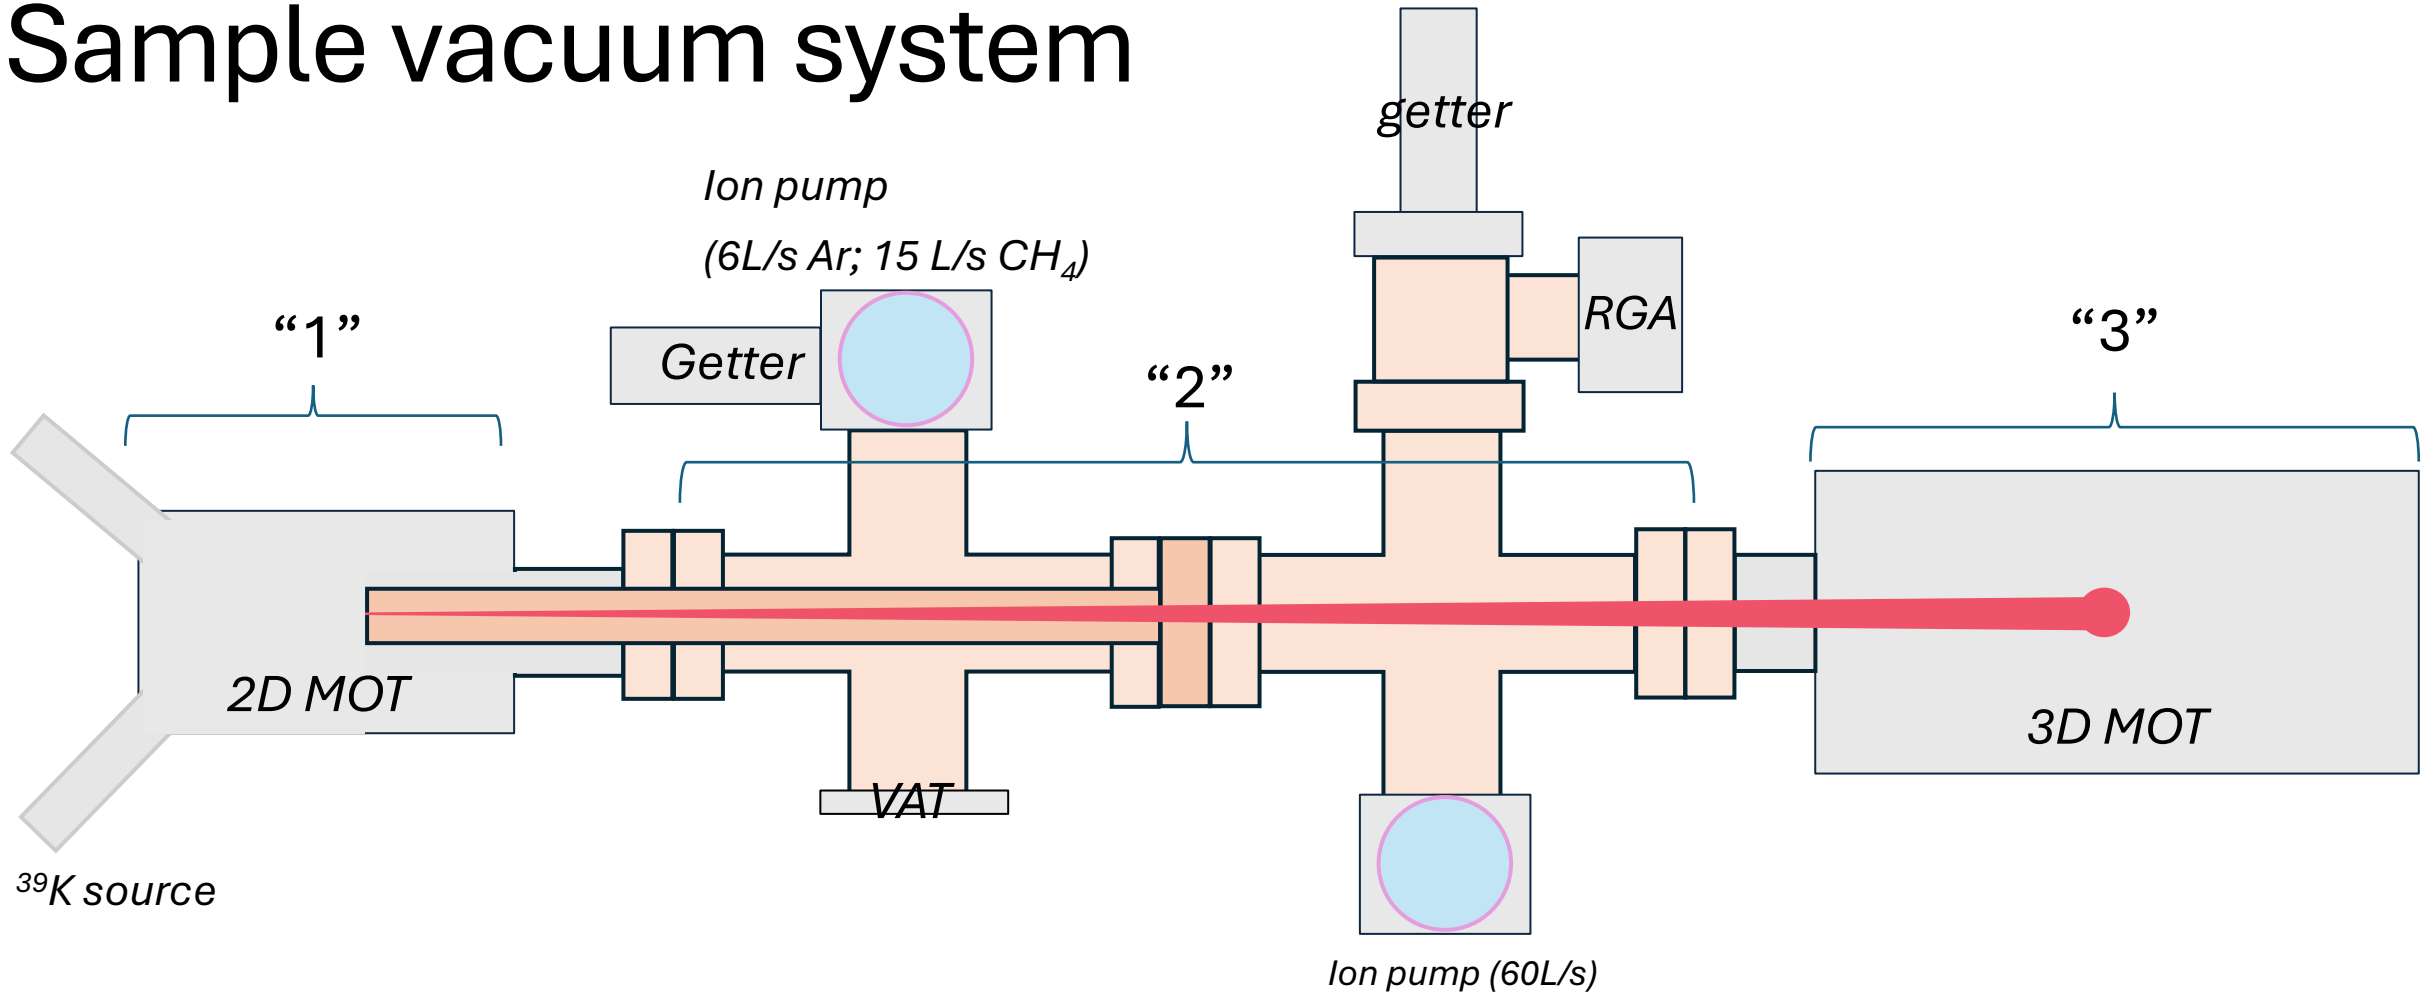 Sample vacuum system
getter
Ion pump
(6L/s Ar; 15 L/s CH₄)
RGA
“1”
Getter
“2”
“3”
2D MOT
3D MOT
VAT
³⁹K source
Ion pump (60L/s)